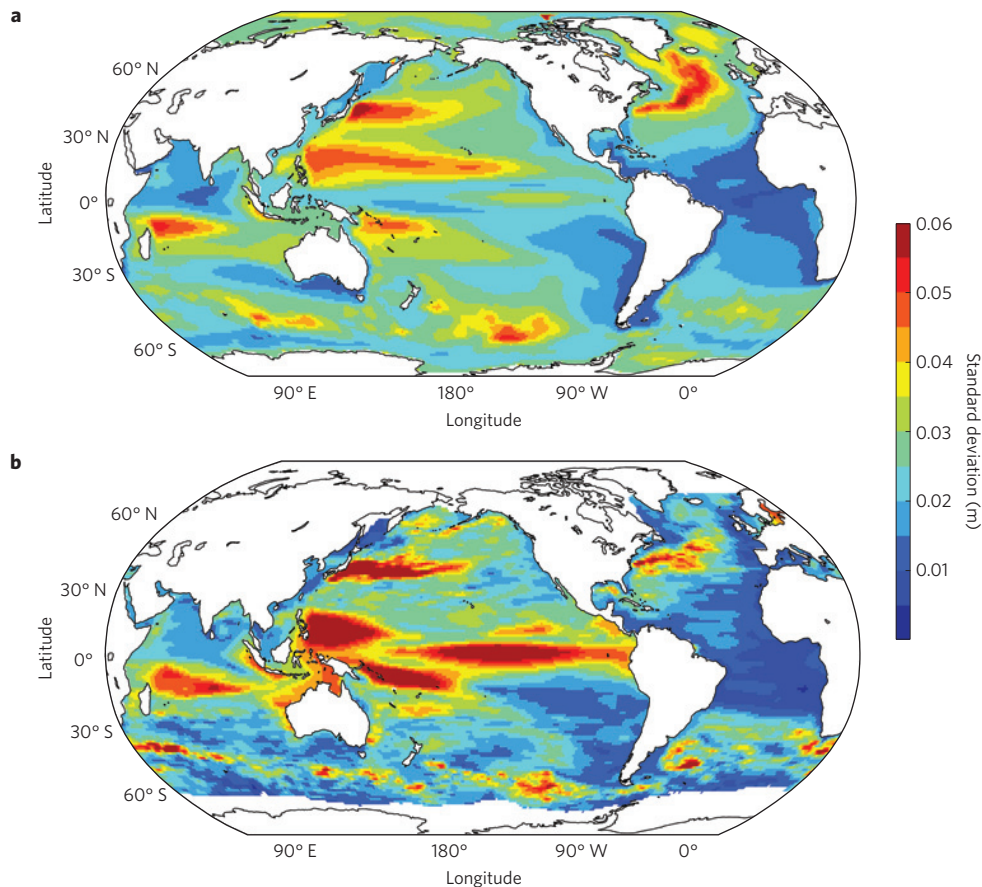 a
60° N
30° N
0°
30° S
60° S
Latitude
90° E 180° 90° W 0°
Longitude
0.06
0.05
0.04
0.03
0.02
0.01
Standard deviation (m)
b
60° N
30° N
0°
30° S
60° S
Latitude
90° E 180° 90° W 0°
Longitude